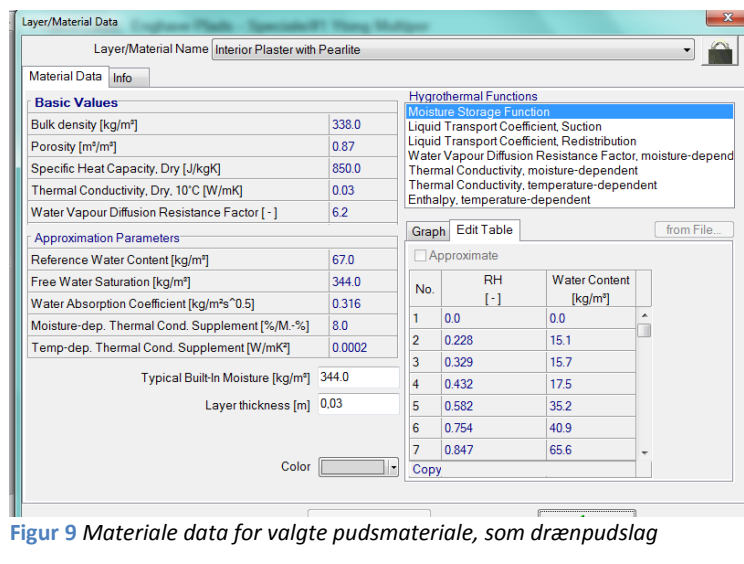 Layer/Material Data
Layer/Material Name Interior Plaster with Pearlite
Material Data Info
Basic Values
Bulk density [kg/m³] 338.0
Porosity [m³/m³] 0.87
Specific Heat Capacity, Dry [J/kgK] 850.0
Thermal Conductivity, Dry, 10°C [W/mK] 0.03
Water Vapour Diffusion Resistance Factor [ - ] 6.2
Approximation Parameters
Reference Water Content [kg/m³] 67.0
Free Water Saturation [kg/m³] 344.0
Water Absorption Coefficient [kg/m²s^0.5] 0.316
Moisture-dep. Thermal Cond. Supplement [%/M.-%] 8.0
Temp-dep. Thermal Cond. Supplement [W/mK²] 0.0002
Typical Built-In Moisture [kg/m³] 344.0
Layer thickness [m] 0,03
Color
Hygrothermal Functions
Moisture Storage Function
Liquid Transport Coefficient, Suction
Liquid Transport Coefficient, Redistribution
Water Vapour Diffusion Resistance Factor, moisture-depend
Thermal Conductivity, moisture-dependent
Thermal Conductivity, temperature-dependent
Enthalpy, temperature-dependent
Graph Edit Table from File...
Approximate
No. RH [ - ] Water Content [kg/m³]
1 0.0 0.0
2 0.228 15.1
3 0.329 15.7
4 0.432 17.5
5 0.582 35.2
6 0.754 40.9
7 0.847 65.6
Copy
Figur 9 Materiale data for valgte pudsmateriale, som drænpudslag